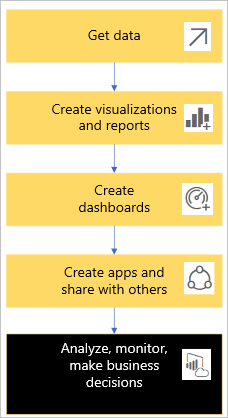 Get data
Create visualizations
and reports
Create
dashboards
Create apps and
share with others
Analyze, monitor,
make business
decisions